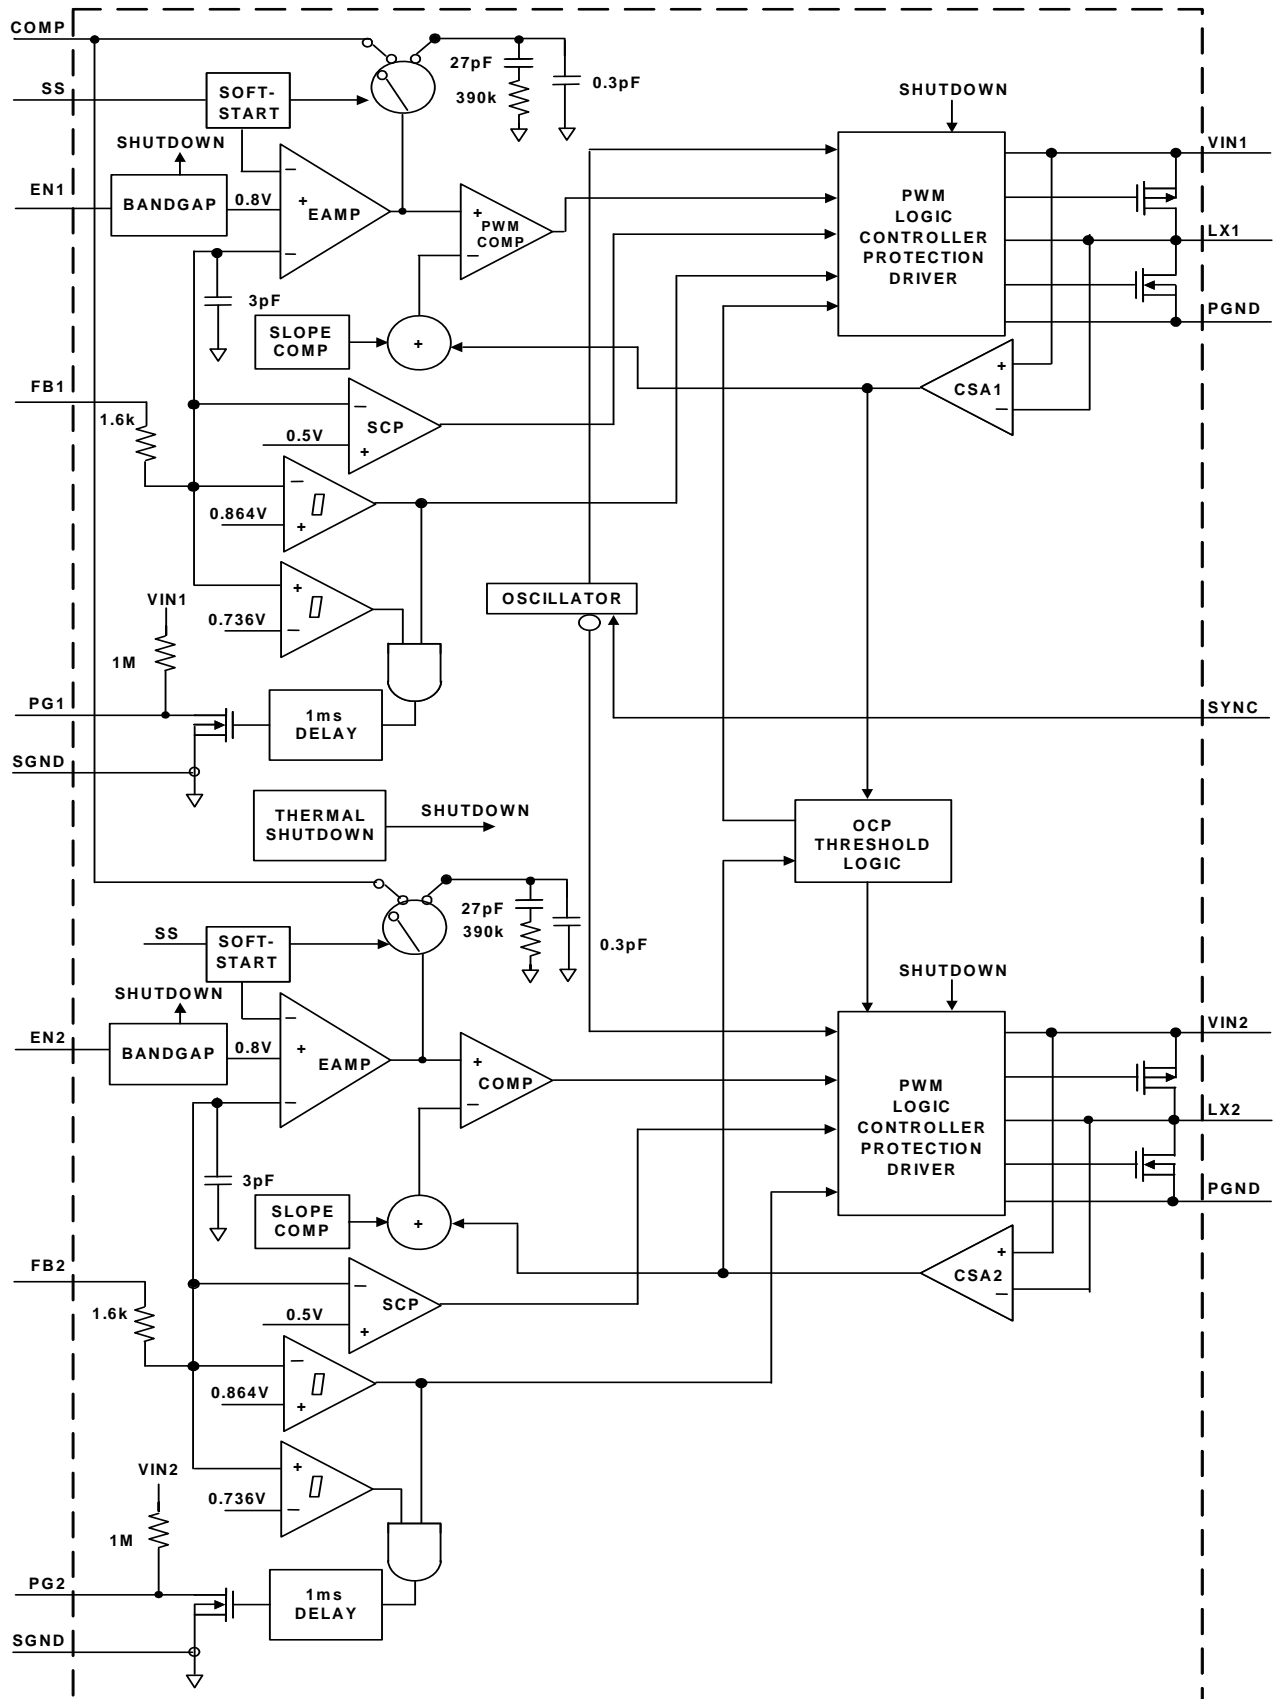 COMP
27pF
0.3pF
390k
SS
SOFT-
START
SHUTDOWN
SHUTDOWN
VIN1
EN1
BANDGAP
0.8V
+
EAMP
+
PWM
COMP
PWM
LOGIC
CONTROLLER
PROTECTION
DRIVER
LX1
3pF
SLOPE
COMP
+
PGND
+
CSA1
FB1
1.6k
SCP
0.5V
+
0.864V
+
VIN1
+
0.736V
OSCILLATOR
1M
PG1
1ms
DELAY
SYNC
SGND
THERMAL
SHUTDOWN
SHUTDOWN
OCP
THRESHOLD
LOGIC
27pF
390k
0.3pF
SS
SOFT-
START
SHUTDOWN
SHUTDOWN
VIN2
EN2
BANDGAP
0.8V
+
EAMP
+
COMP
PWM
LOGIC
CONTROLLER
PROTECTION
DRIVER
LX2
3pF
SLOPE
COMP
+
PGND
+
CSA2
FB2
1.6k
SCP
0.5V
+
0.864V
+
VIN2
+
0.736V
1M
PG2
1ms
DELAY
SGND